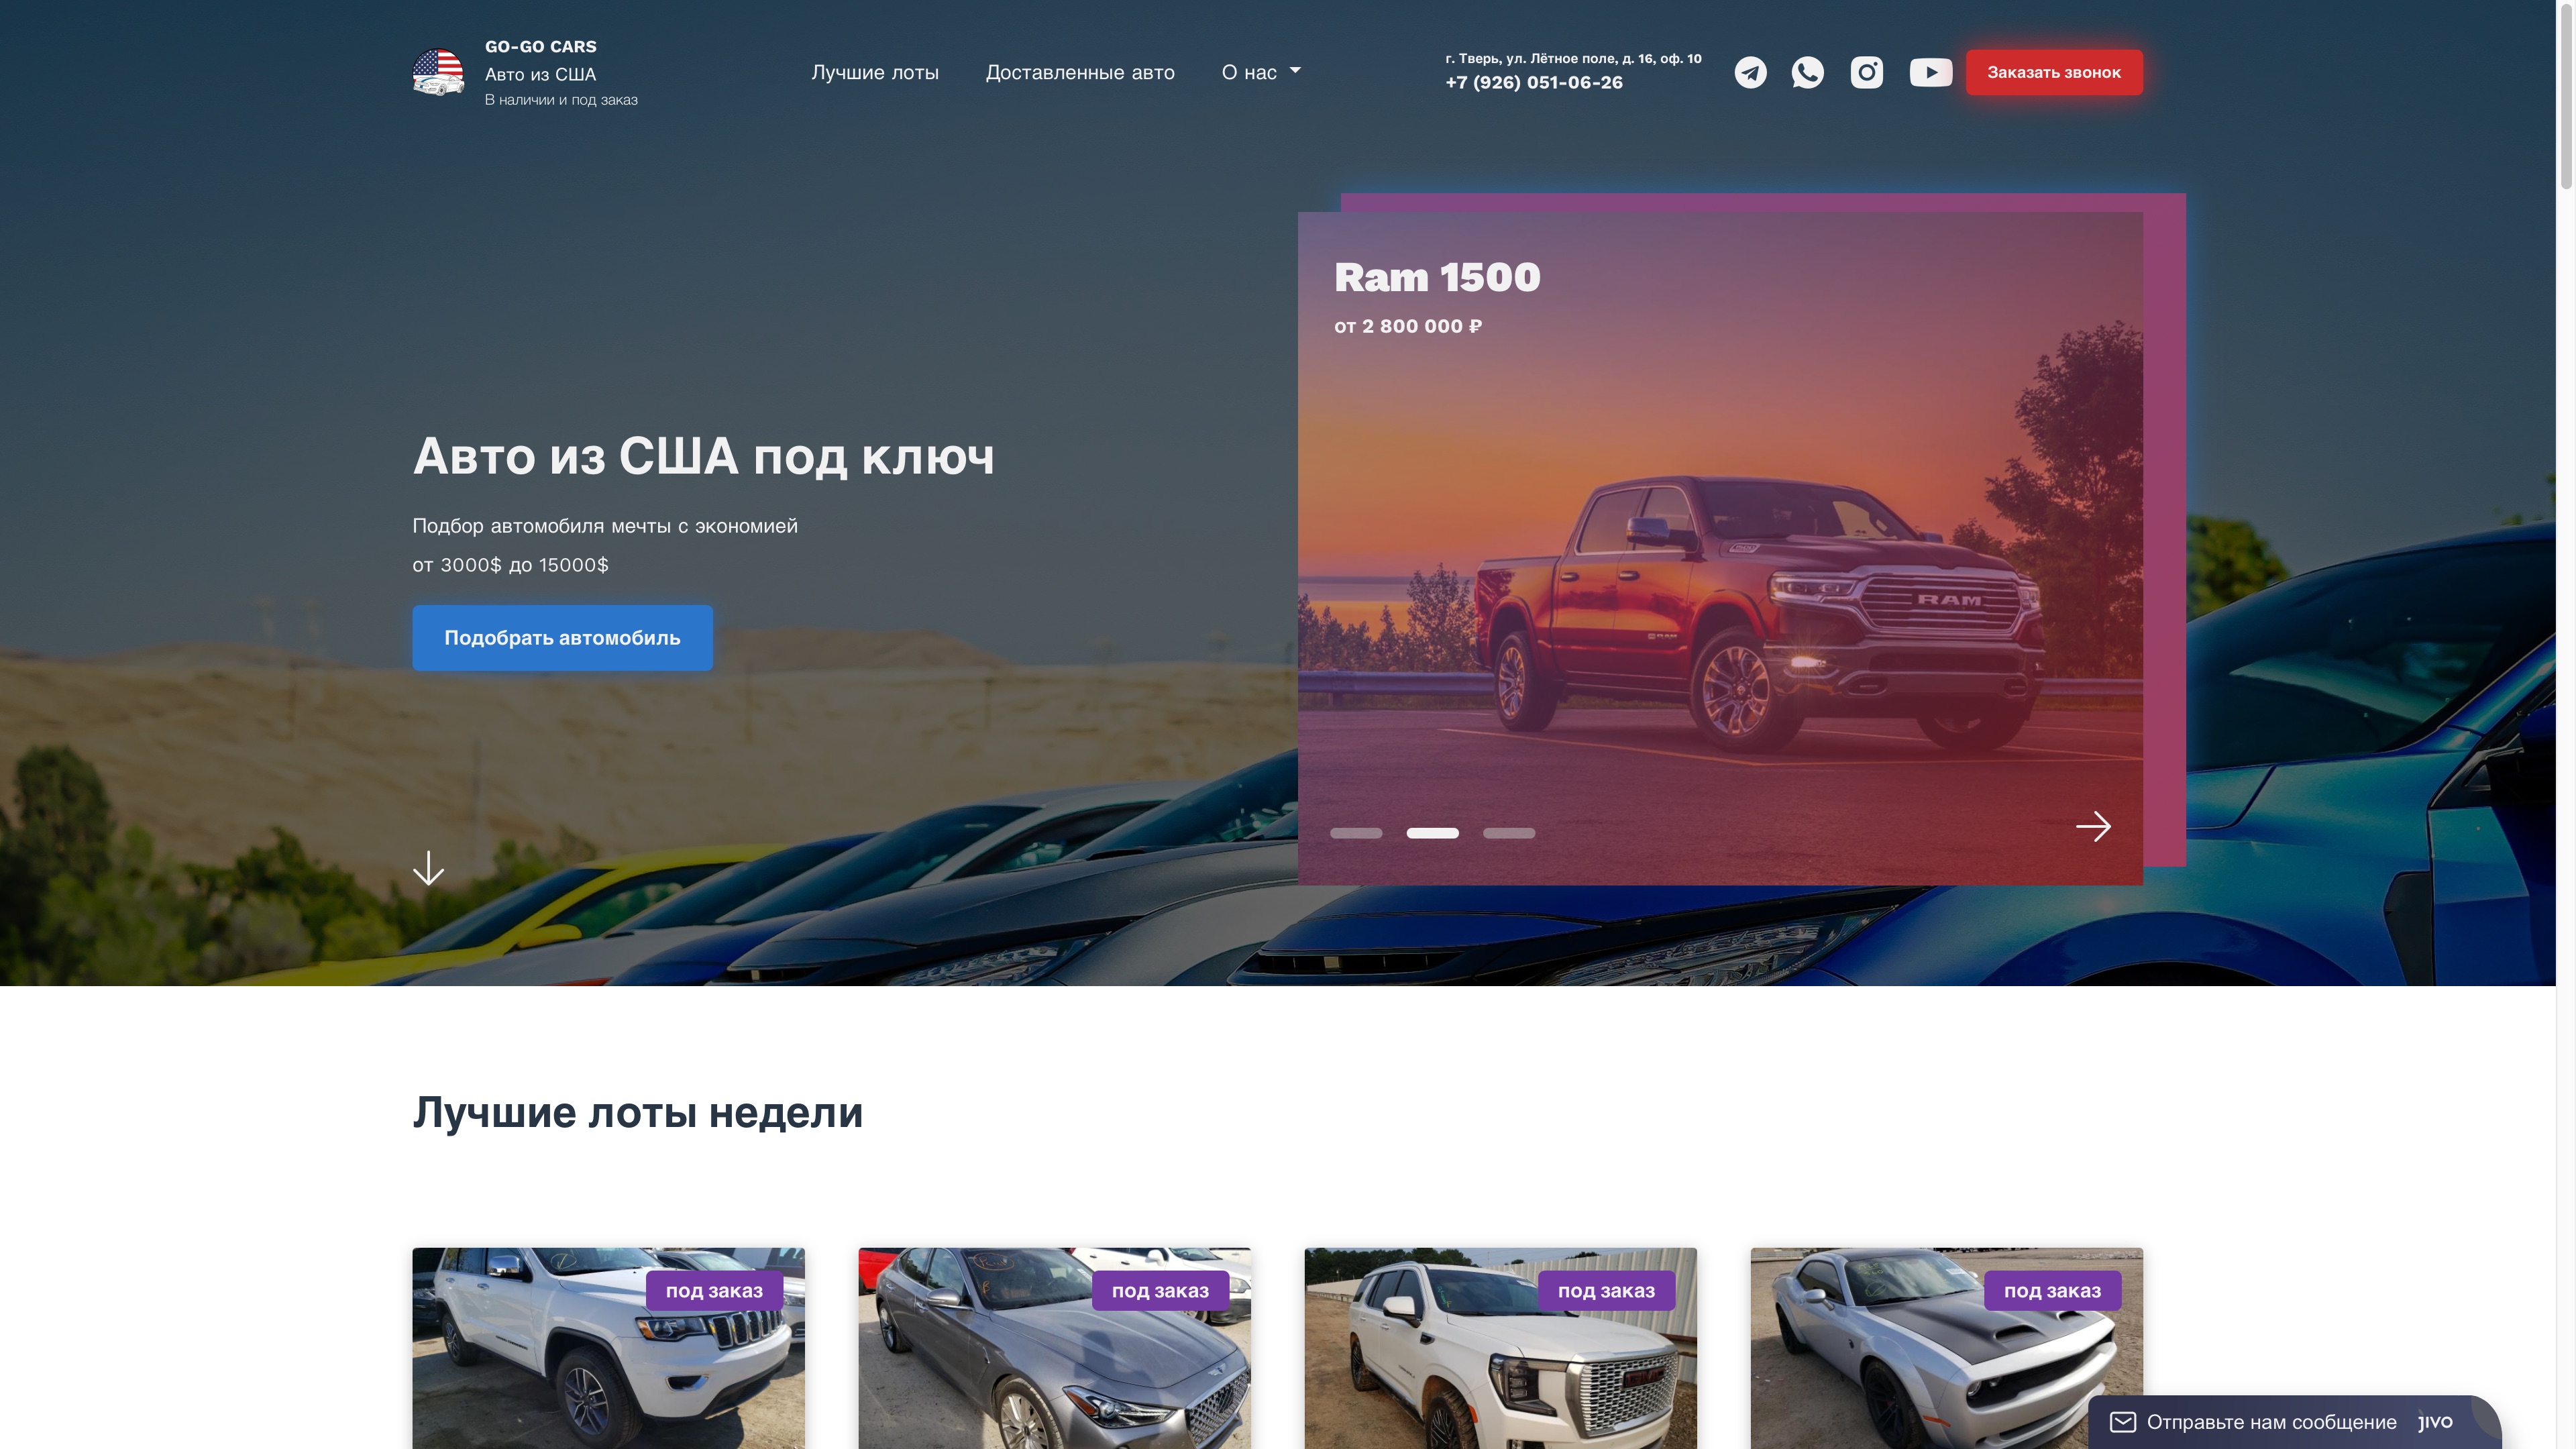 GO-GO CARS
Авто из США
В наличии и под заказ
Лучшие лоты
Доставленные авто
О нас
г. Тверь, ул. Лётное поле, д. 16, оф. 10
+7 (926) 051-06-26
Заказать звонок
Ram 1500
от 2 800 000 ₽
RAM
Авто из США под ключ
Подбор автомобиля мечты с экономией
от 3000$ до 15000$
Подобрать автомобиль
Лучшие лоты недели
под заказ
под заказ
под заказ
под заказ
GMC
Отправьте нам сообщение
jivo